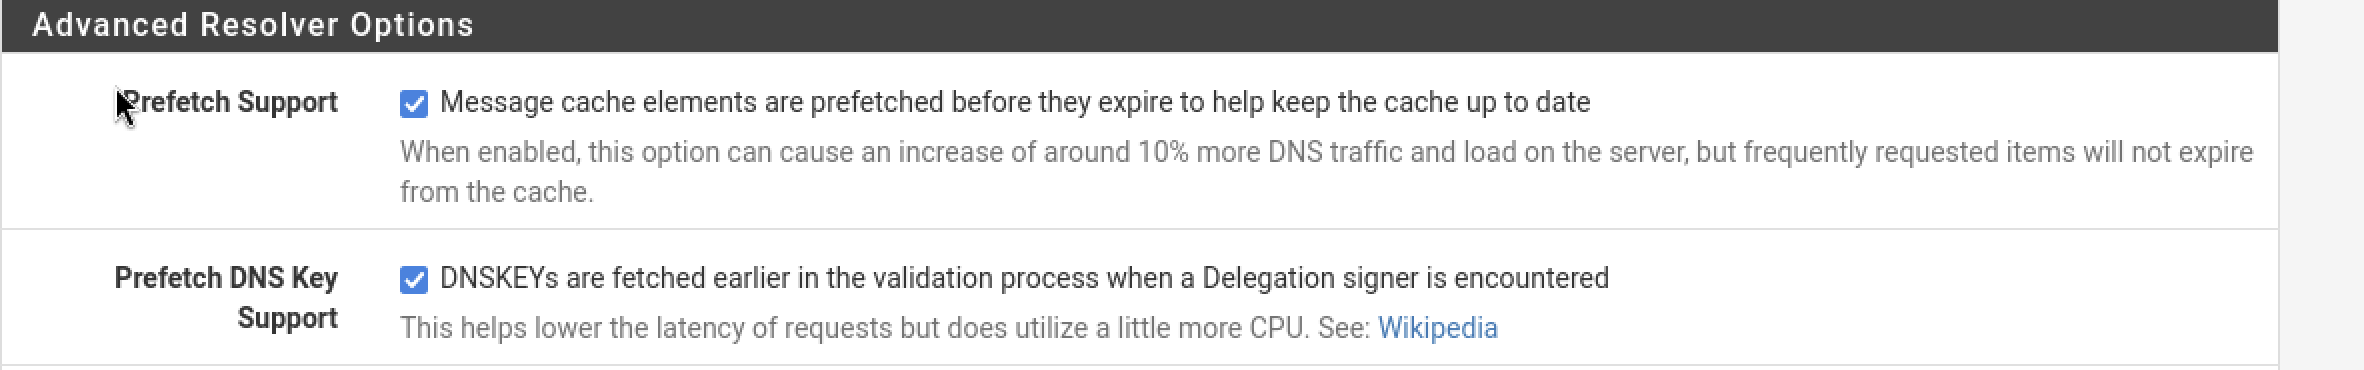 Advanced Resolver Options
Prefetch Support
Message cache elements are prefetched before they expire to help keep the cache up to date
When enabled, this option can cause an increase of around 10% more DNS traffic and load on the server, but frequently requested items will not expire
from the cache.
Prefetch DNS Key
Support
DNSKEYs are fetched earlier in the validation process when a Delegation signer is encountered
This helps lower the latency of requests but does utilize a little more CPU. See: Wikipedia